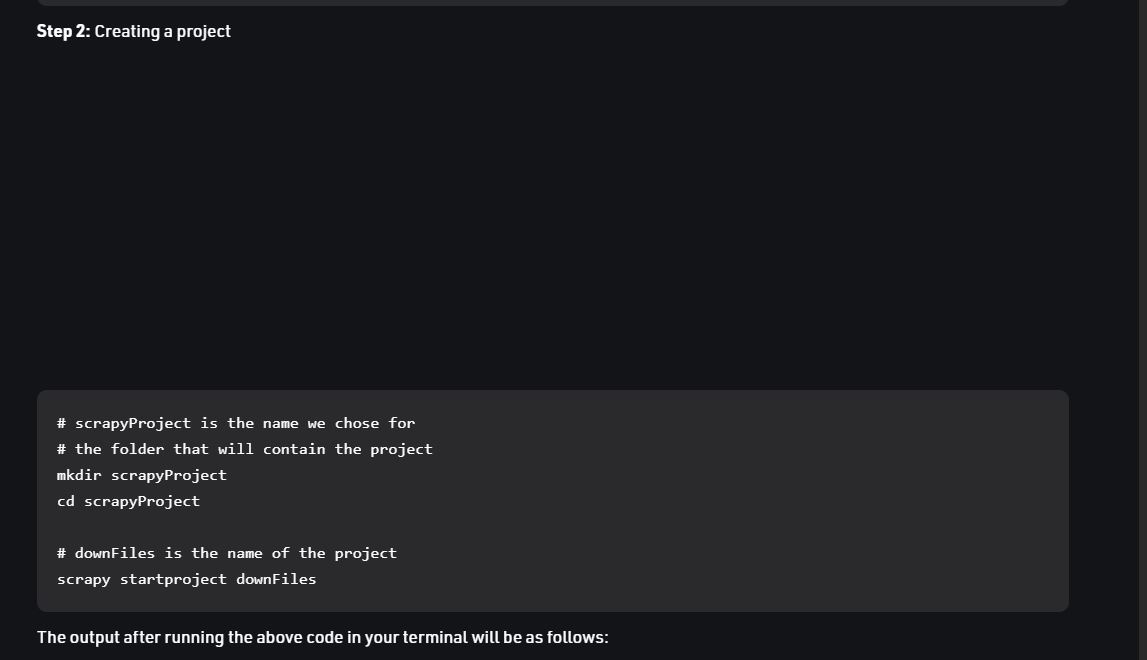 Step 2: Creating a project
# scrapyProject is the name we chose for
# the folder that will contain the project
mkdir scrapyProject
cd scrapyProject
# downFiles is the name of the project
scrapy startproject downFiles
The output after running the above code in your terminal will be as follows: